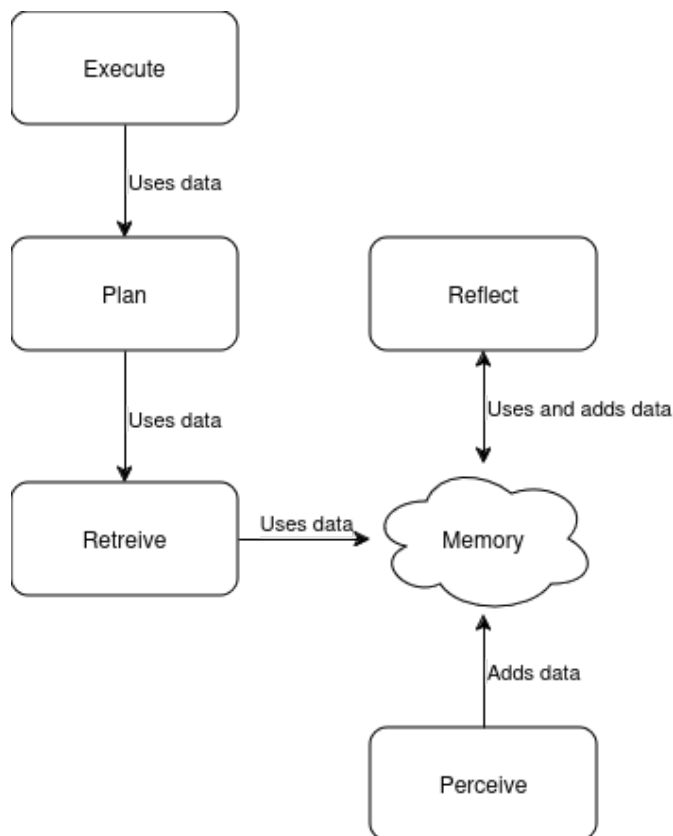 Execute
Uses data
Plan
Reflect
Uses data
Uses and adds data
Retreive
Uses data
Memory
Adds data
Perceive